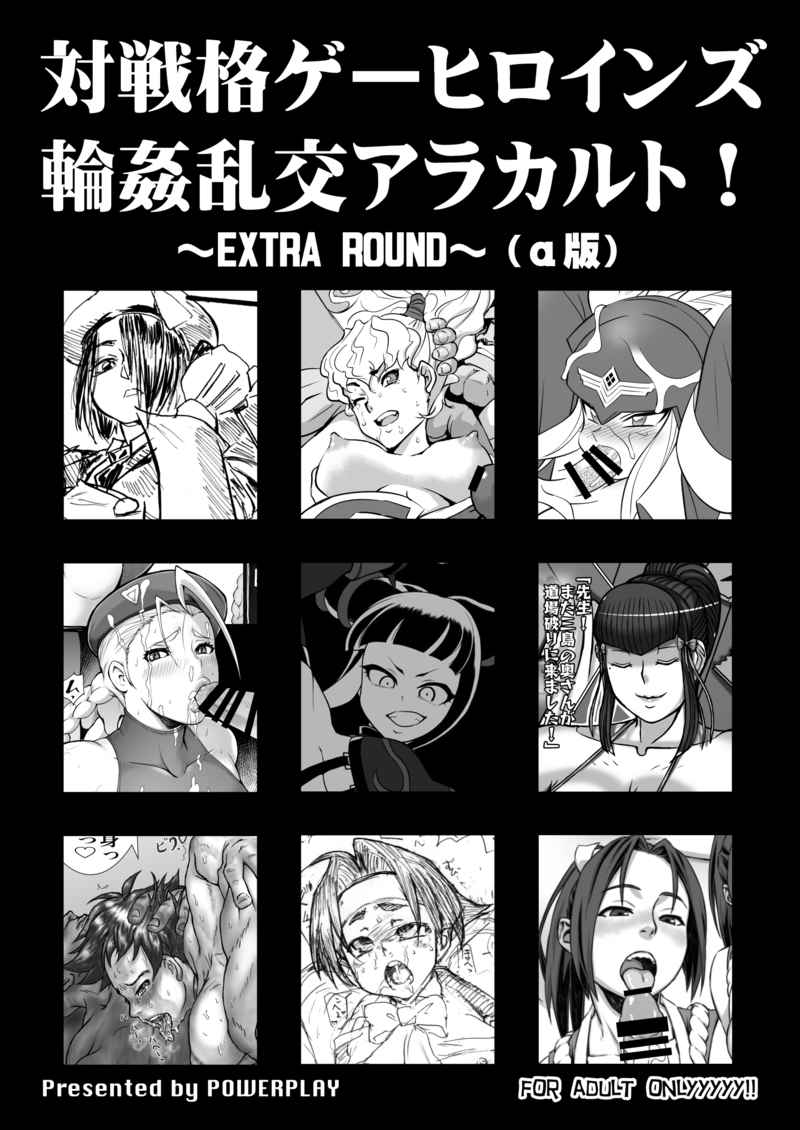 対戦格ゲーヒロインズ
輪姦乱交アラカルト！
～EXTRA ROUND～（α版）
「先生！
また三島の奥さんが
道場破りに来ました！」
Presented by POWERPLAY
FOR ADULT ONLYYYYY!!